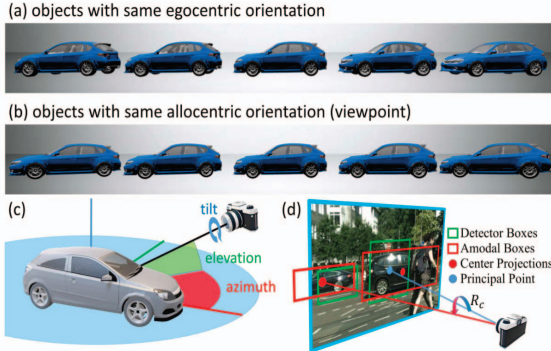 (a) objects with same egocentric orientation
(b) objects with same allocentric orientation (viewpoint)
(c)
tilt
elevation
azimuth
(d)
Detector Boxes
Amodal Boxes
Center Projections
Principal Point
R_c